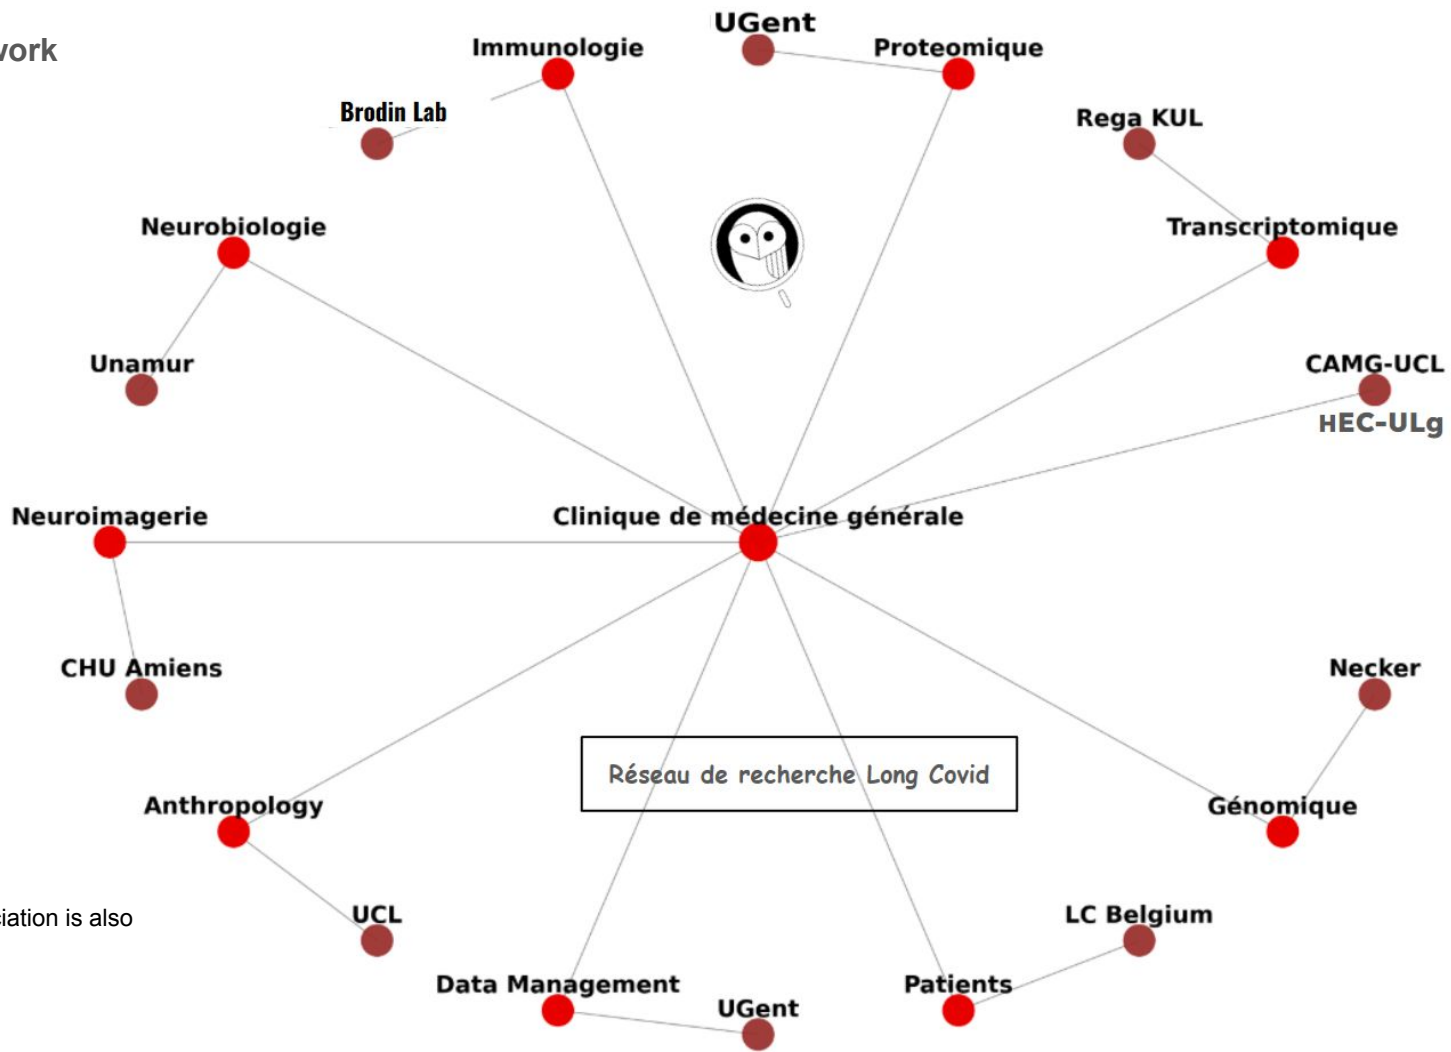 work
UGent
Immunologie
Proteomique
Brodin Lab
Rega KUL
Neurobiologie
Transcriptomique
Unamur
CAMG-UCL
HEC-ULg
Neuroimagerie
Clinique de médecine générale
CHU Amiens
Necker
Réseau de recherche Long Covid
Anthropology
Génomique
UCL
LC Belgium
ciation is also
Data Management
Patients
UGent